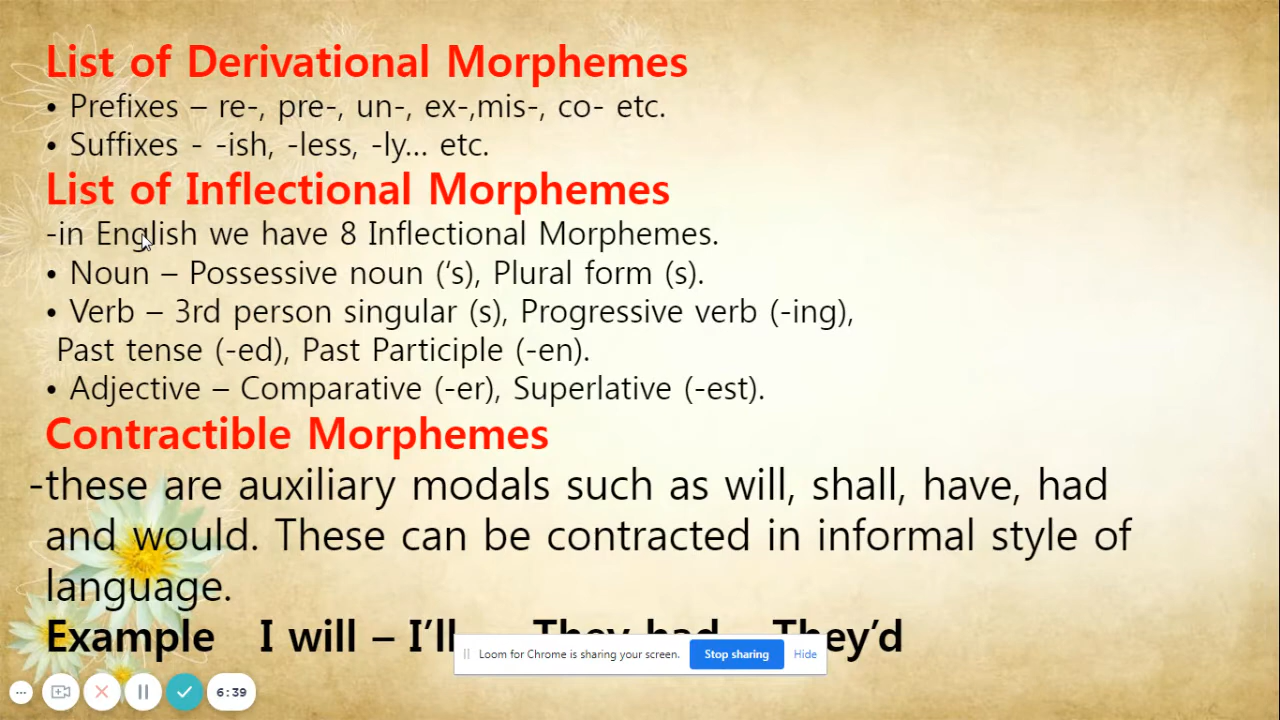 List of Derivational Morphemes
• Prefixes – re-, pre-, un-, ex-,mis-, co- etc.
• Suffixes - -ish, -less, -ly... etc.
List of Inflectional Morphemes
-in English we have 8 Inflectional Morphemes.
• Noun – Possessive noun (‘s), Plural form (s).
• Verb – 3rd person singular (s), Progressive verb (-ing),
Past tense (-ed), Past Participle (-en).
• Adjective – Comparative (-er), Superlative (-est).
Contractible Morphemes
-these are auxiliary modals such as will, shall, have, had
and would. These can be contracted in informal style of
language.
Example I will – I’ll They had They’d
Loom for Chrome is sharing your screen. Stop sharing Hide
6:39